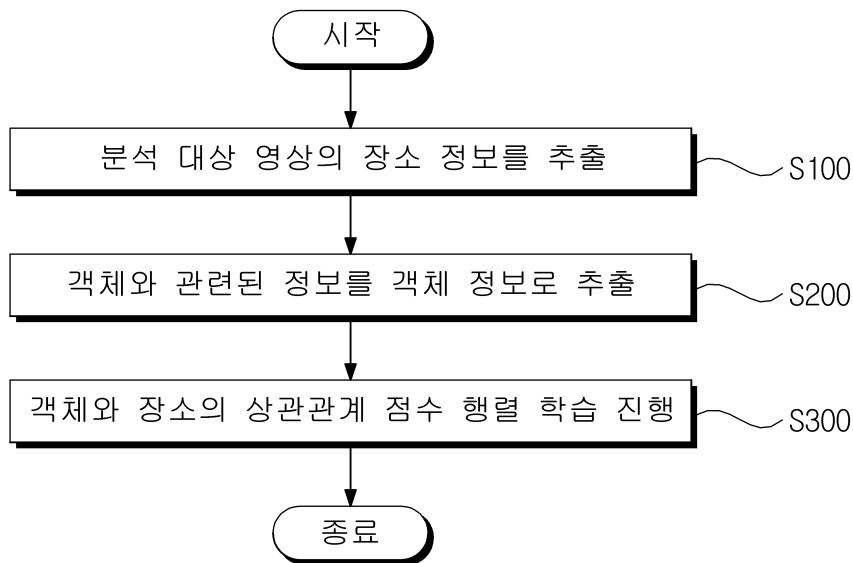 시작
분석 대상 영상의 장소 정보를 추출
S100
객체와 관련된 정보를 객체 정보로 추출
S200
객체와 장소의 상관관계 점수 행렬 학습 진행
S300
종료